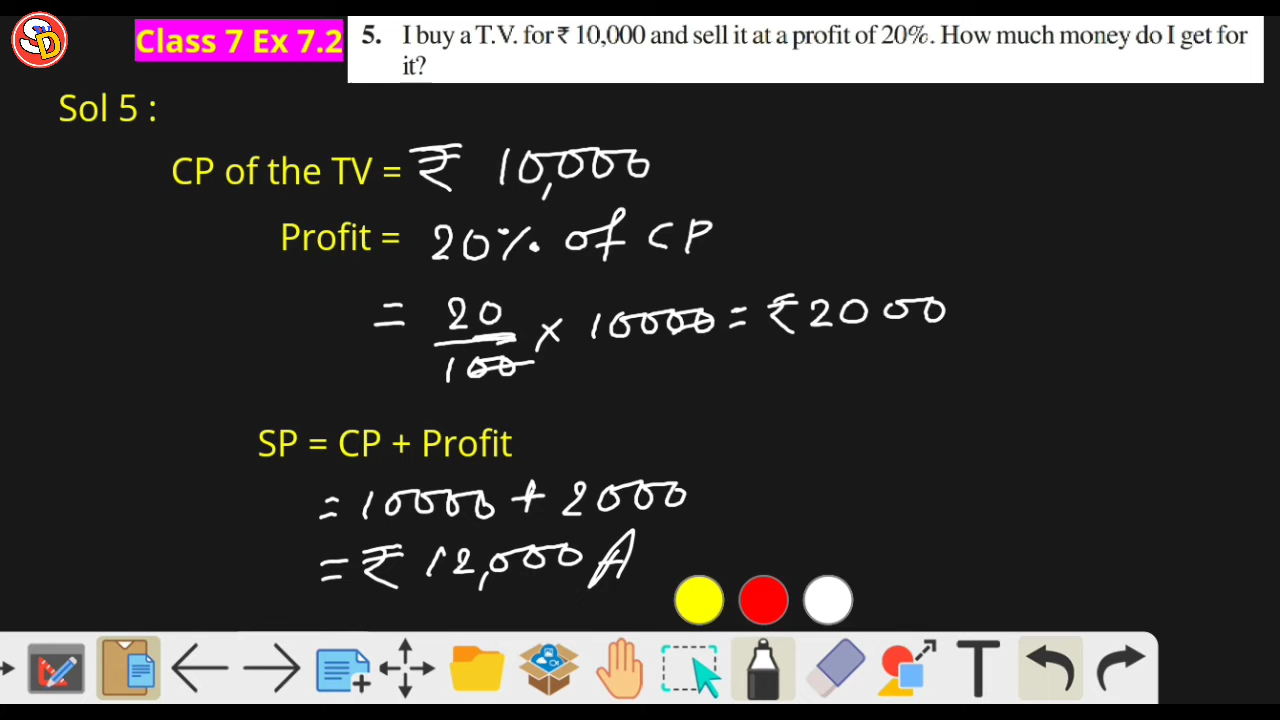 SD
Class 7 Ex 7.2
5. I buy a T.V. for ₹ 10,000 and sell it at a profit of 20%. How much money do I get for
it?
Sol 5 :
CP of the TV = ₹ 10,000
Profit = 20% of CP
= 20/100 × 10000 = ₹ 2000
SP = CP + Profit
= 10000 + 2000
= ₹ 12,000 A
T